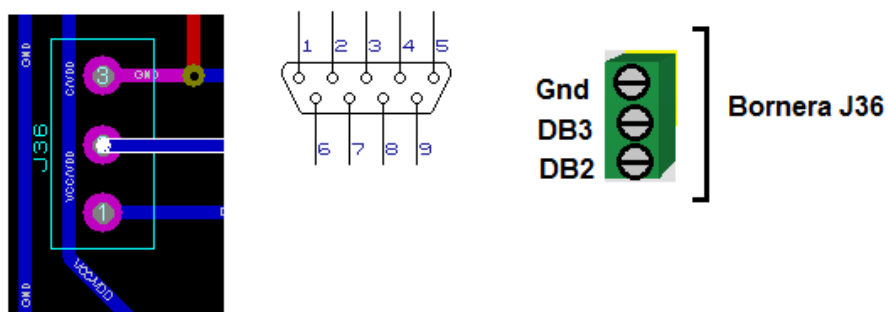 GND
C/VDD
3
GND
J36
VCC/VDD
1
VCC/VDD
GND
1 2 3 4 5
6 7 8 9
Gnd
DB3
DB2
Bornera J36